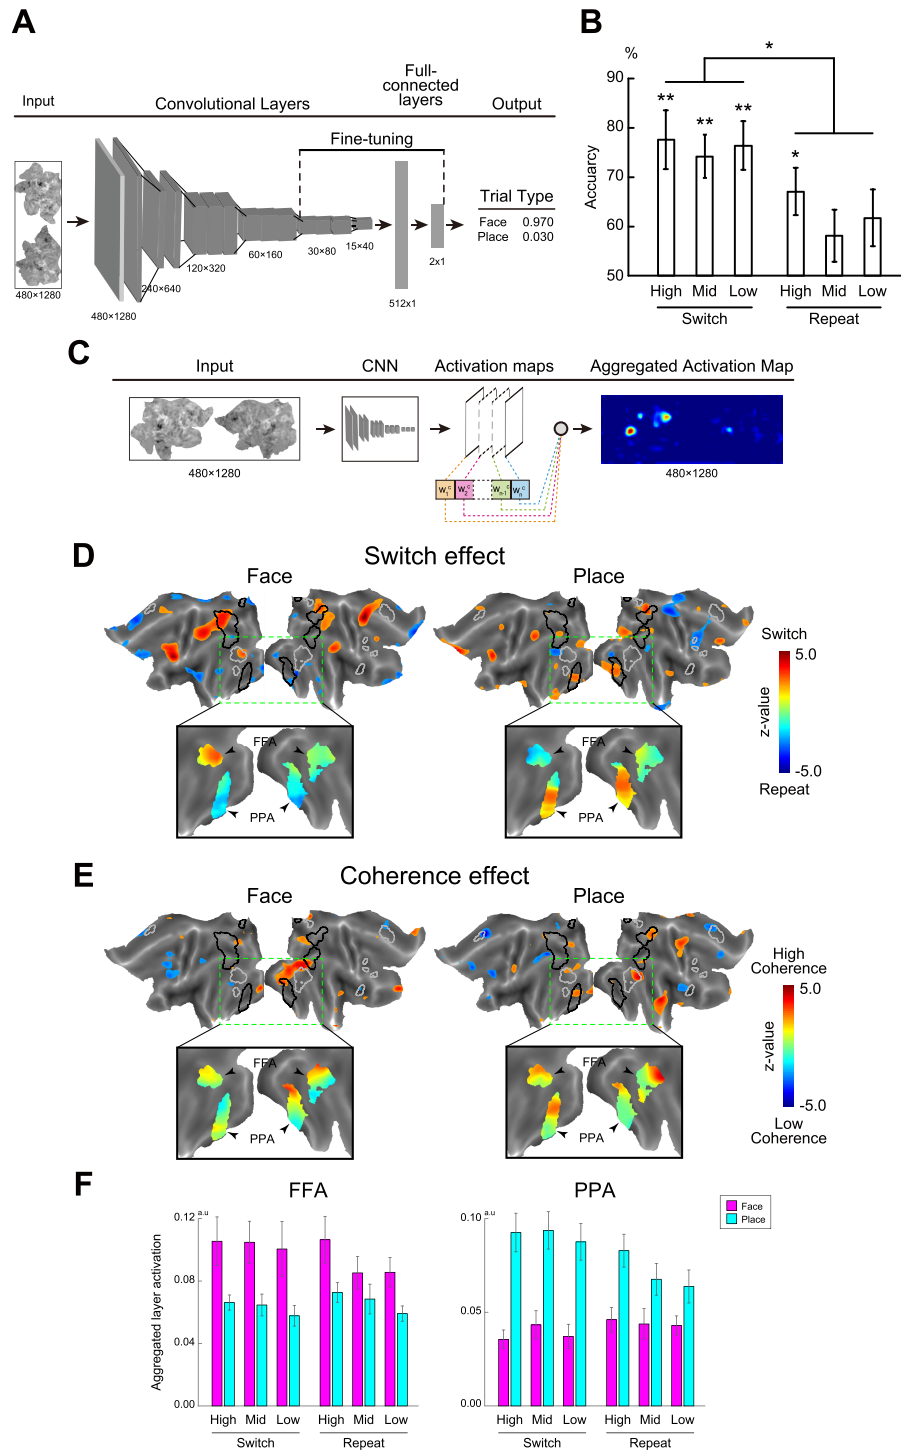 A
Input
Convolutional Layers
Full-
connected
layers
Output
Fine-tuning
Trial Type
Face 0.970
Place 0.030
480×1280
480×1280
240×640
120×320
60×160
30×80
15×40
512x1
2x1
B
%
Accuarcy
80
70
60
50
*
** ** ** *
High Mid Low High Mid Low
Switch Repeat
C
Input CNN Activation maps Aggregated Activation Map
480×1280
W1c W2c Wn-1c Wnc
480×1280
D
Switch effect
Face Place
FFA
PPA
FFA
PPA
Switch
5.0
z-value
-5.0
Repeat
E
Coherence effect
Face Place
FFA
PPA
FFA
PPA
High
Coherence
5.0
z-value
-5.0
Low
Coherence
F
FFA
a.u
0.12
0.08
0.04
0.00
Aggregated layer activation
High Mid Low High Mid Low
Switch Repeat
PPA
a.u
0.10
0.05
0.00
High Mid Low High Mid Low
Switch Repeat
Face
Place